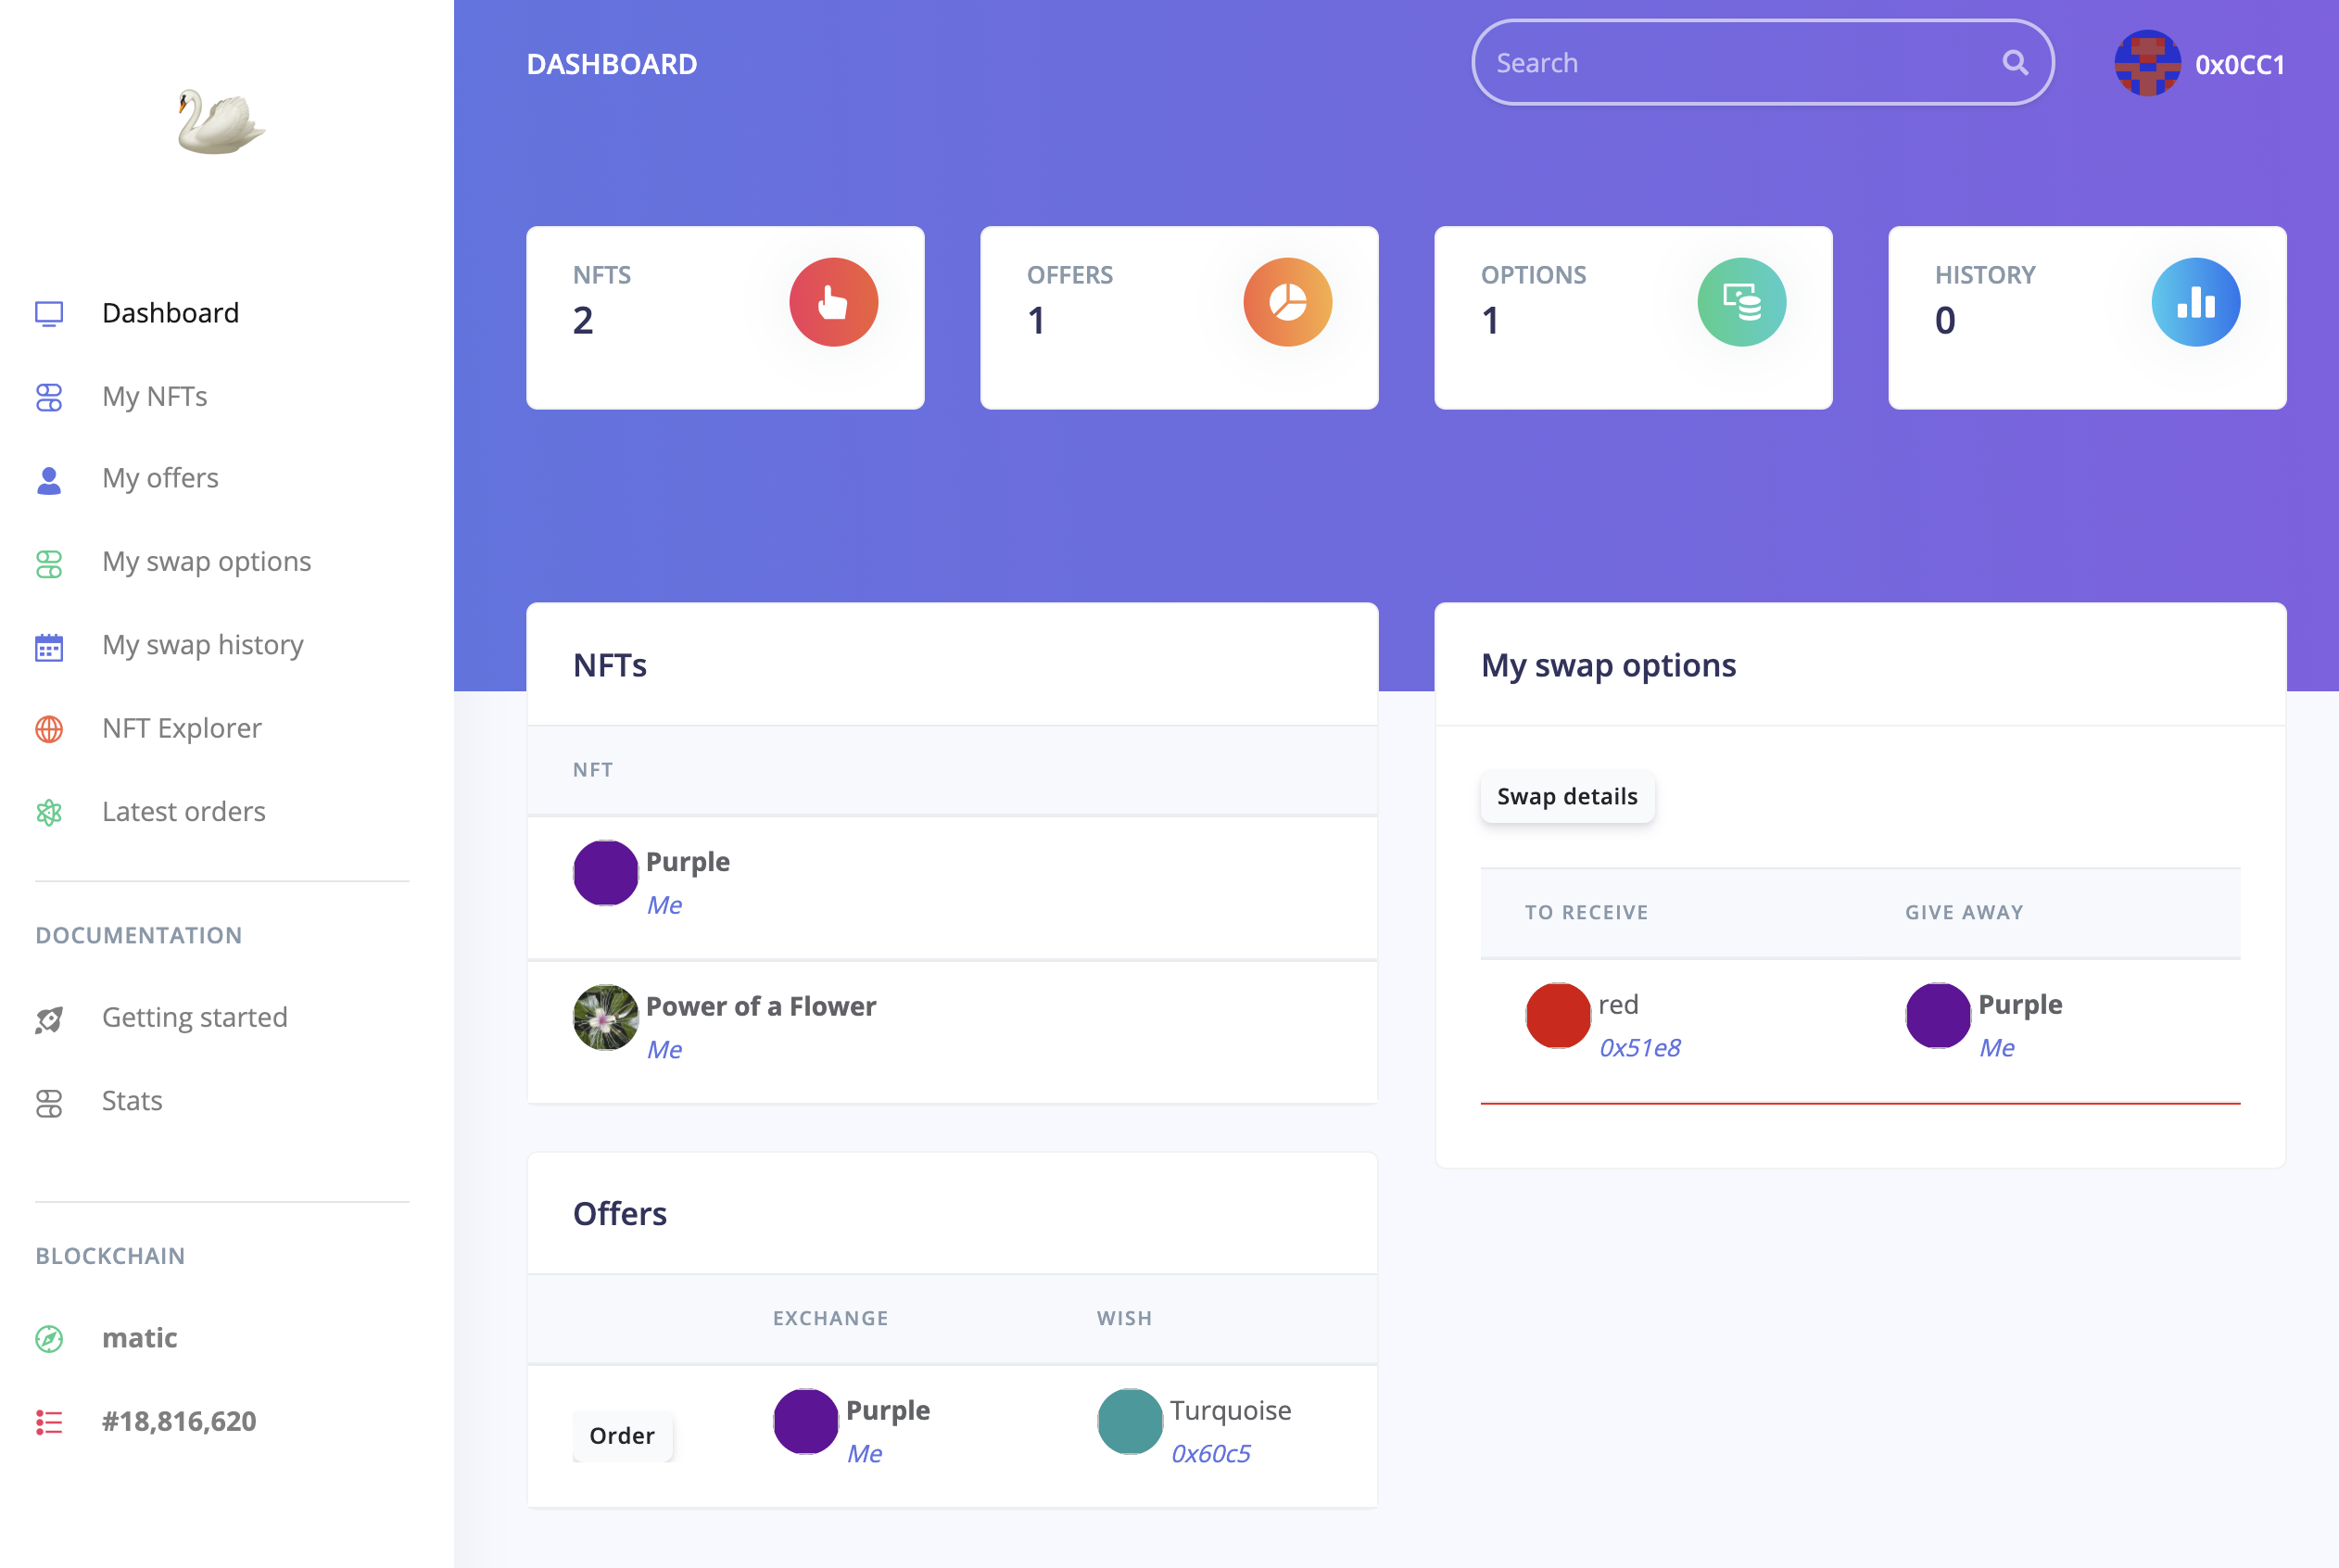 DASHBOARD
Search
0x0CC1
Dashboard
My NFTs
My offers
My swap options
My swap history
NFT Explorer
Latest orders
DOCUMENTATION
Getting started
Stats
BLOCKCHAIN
matic
#18,816,620
NFTS
2
OFFERS
1
OPTIONS
1
HISTORY
0
NFTs
NFT
Purple
Me
Power of a Flower
Me
Offers
EXCHANGE WISH
Order
Purple
Me
Turquoise
0x60c5
My swap options
Swap details
TO RECEIVE GIVE AWAY
red
0x51e8
Purple
Me